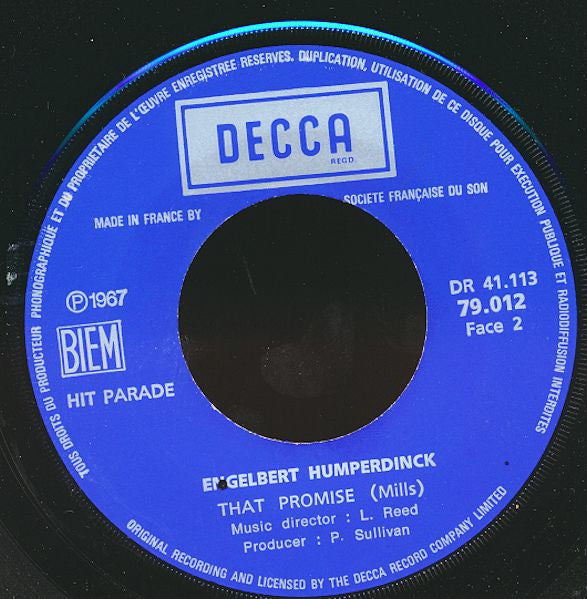 TOUS DROITS DU PRODUCTEUR PHONOGRAPHIQUE ET DU PROPRIETAIRE DE L'ŒUVRE ENREGISTREE RESERVES. DUPLICATION, UTILISATION DE CE DISQUE POUR EXECUTION PUBLIQUE ET RADIODIFFUSION INTERDITES
DECCA
REGD.
MADE IN FRANCE BY SOCIETE FRANÇAISE DU SON
Ⓟ1967
BIEM
HIT PARADE
DR 41.113
79.012
Face 2
ENGELBERT HUMPERDINCK
THAT PROMISE (Mills)
Music director : L. Reed
Producer : P. Sullivan
ORIGINAL RECORDING AND LICENSED BY THE DECCA RECORD COMPANY LIMITED